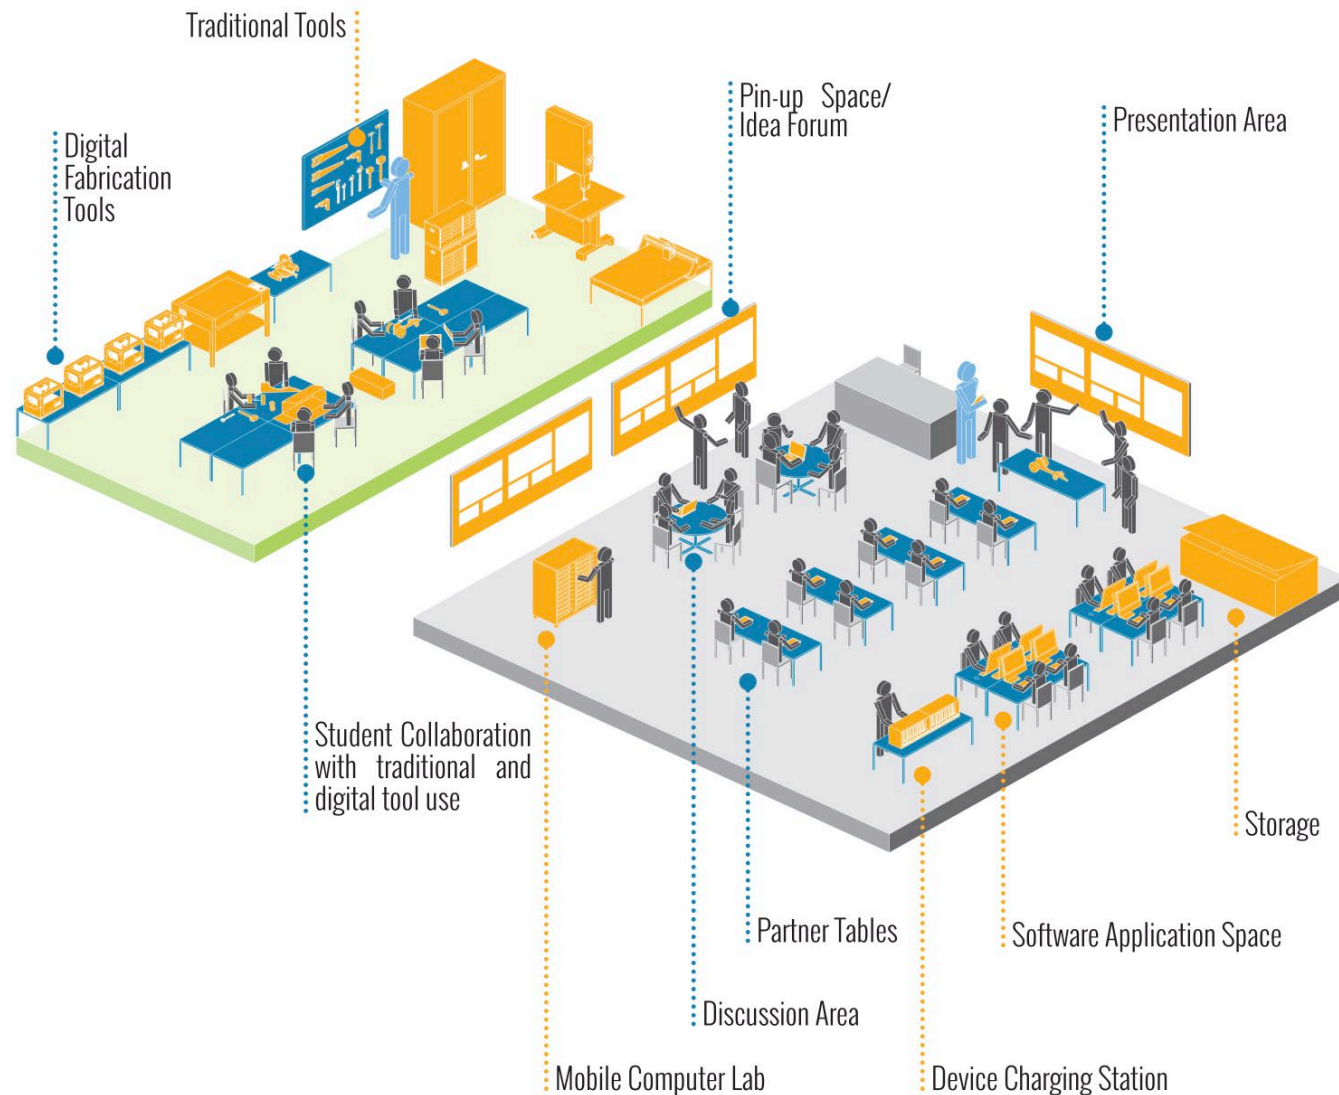 Traditional Tools
Digital
Fabrication
Tools
Pin-up Space/
Idea Forum
Presentation Area
Student Collaboration
with traditional and
digital tool use
Storage
Partner Tables
Software Application Space
Discussion Area
Mobile Computer Lab
Device Charging Station